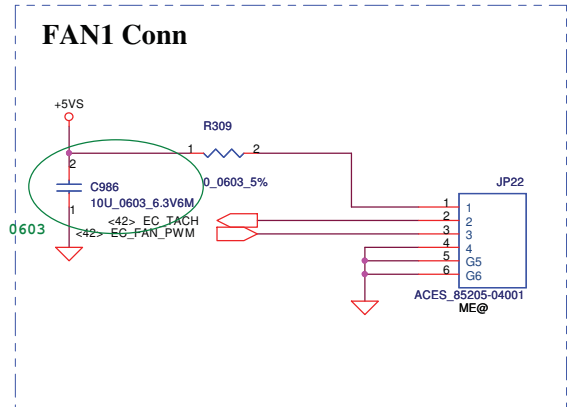 FAN1 Conn
+5VS
R309
1
2
2
C986
0_0603_5%
JP22
10U_0603_6.3V6M
1
1
1
<42> EC_TACH
2
2
0603
<42> EC_FAN_PWM
3
3
4
4
5
G5
6
G6
ACES_85205-04001
ME@